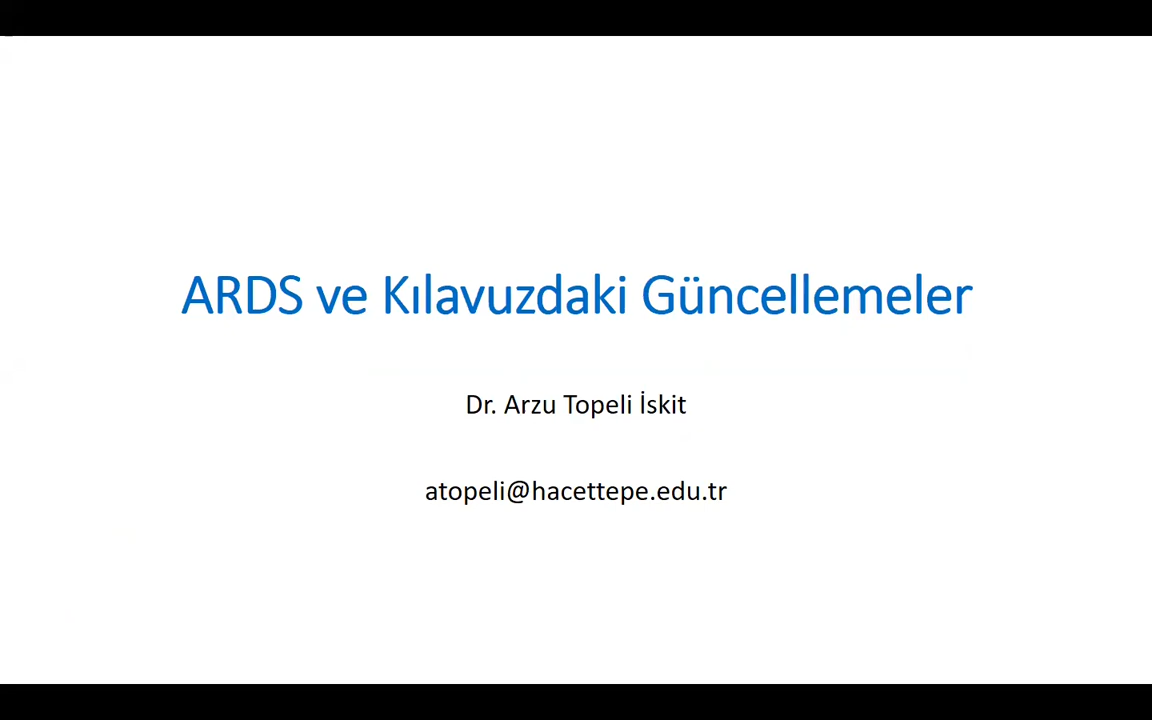 ARDS ve Kılavuzdaki Güncellemeler
Dr. Arzu Topeli İskit
atopeli@hacettepe.edu.tr